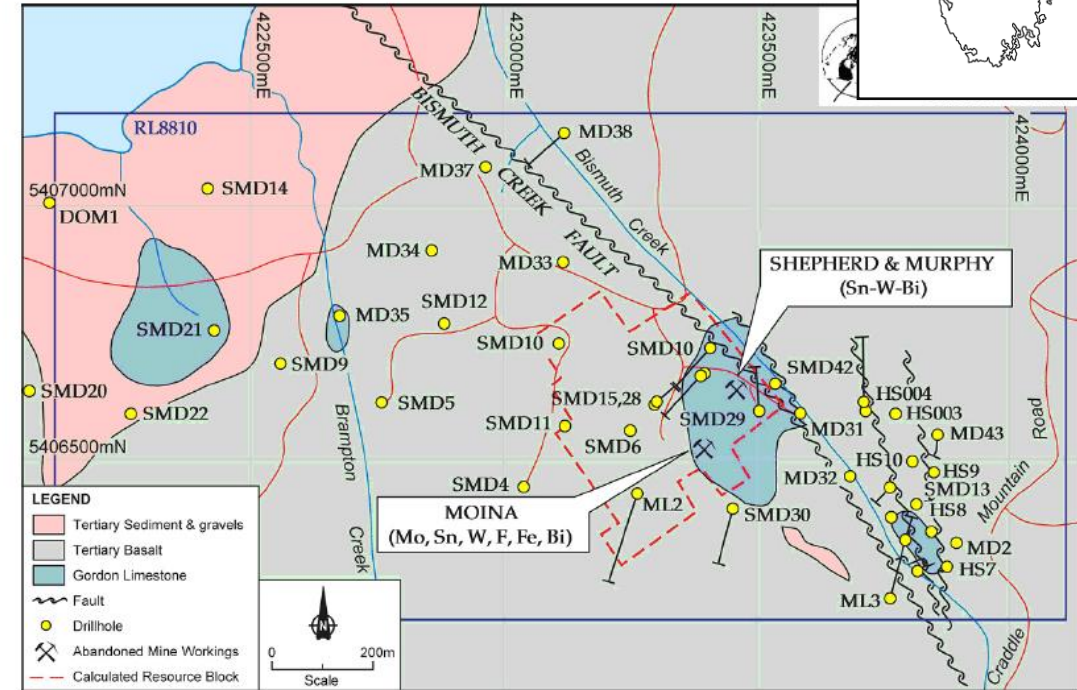 422500mE
423000mE
423500mE
424000mE
RL8810
BISMUTH
CREEK
FAULT
Bismuth
Creek
MD38
MD37
SMD14
5407000mN
DOM1
MD34
MD33
SHEPHERD & MURPHY
(Sn-W-Bi)
SMD12
MD35
SMD21
SMD10
SMD10
SMD9
SMD42
SMD20
SMD5
SMD15,28
HS004
HS003
SMD22
SMD11
SMD29
MD31
MD43
SMD6
5406500mN
Brampton
Creek
HS10
HS9
MD32
SMD13
SMD4
ML2
HS8
SMD30
MOINA
(Mo, Sn, W, F, Fe, Bi)
MD2
HS7
ML3
Road
Mountain
Craddle
LEGEND
Tertiary Sediment & gravels
Tertiary Basalt
Gordon Limestone
Fault
Drillhole
Abandoned Mine Workings
Calculated Resource Block
N
0 200m
Scale